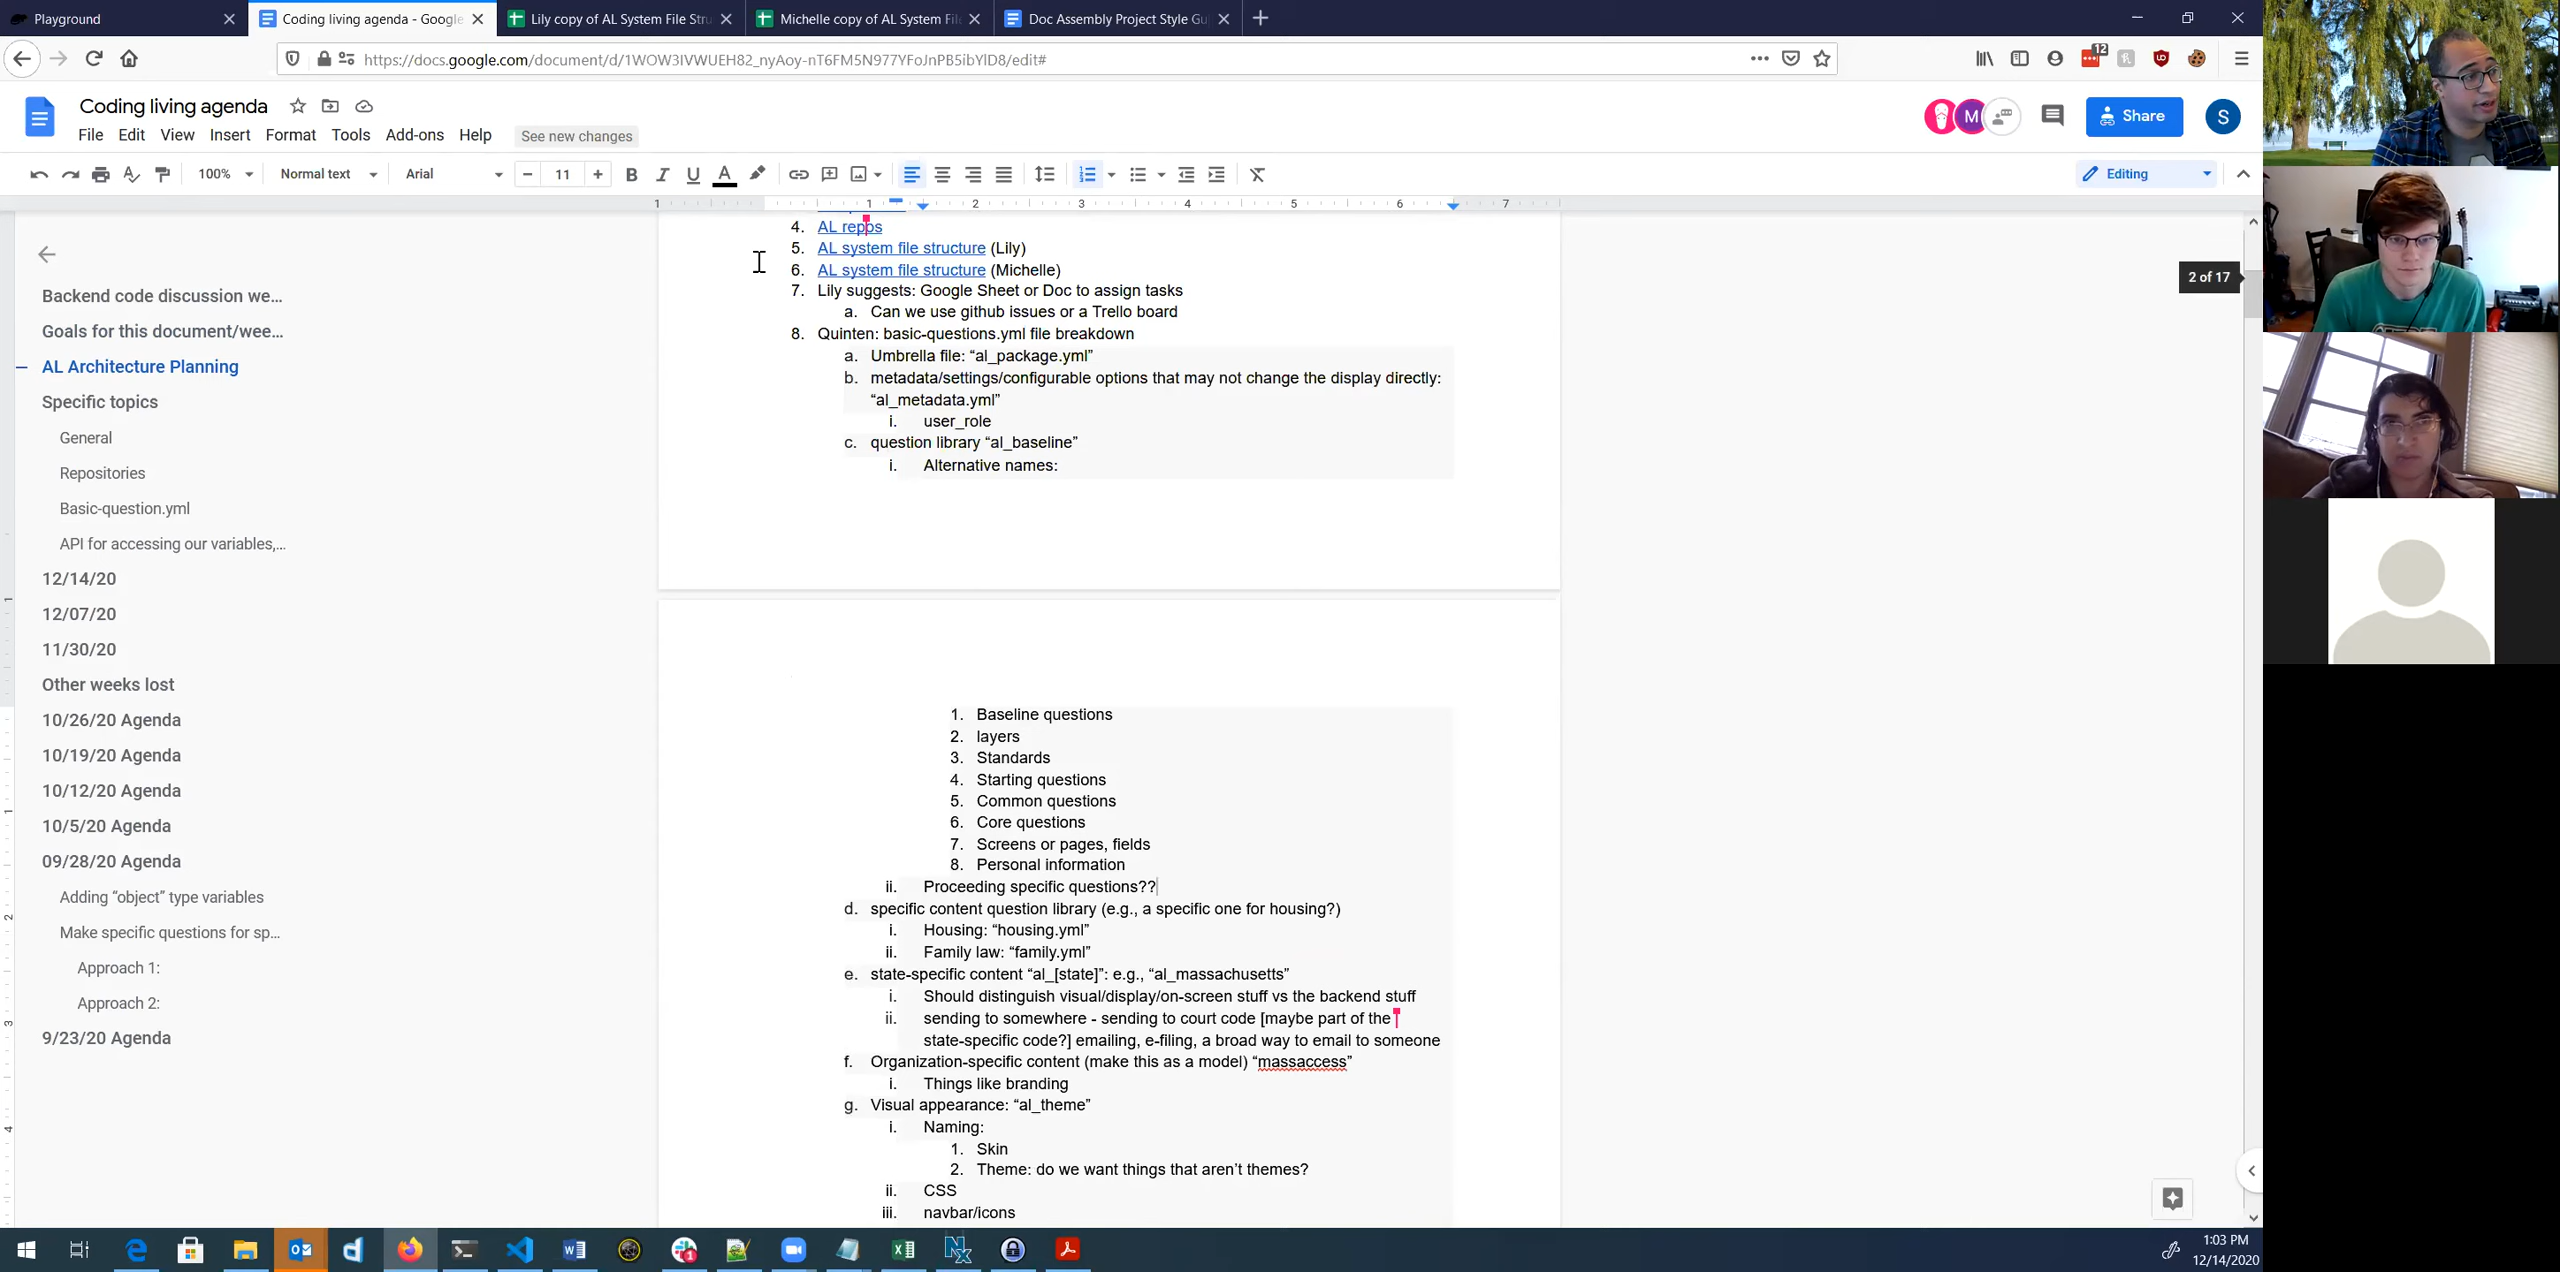 Playground
Coding living agenda - Google
Lily copy of AL System File Stru
Michelle copy of AL System File
Doc Assembly Project Style Gu
https://docs.google.com/document/d/1WOW3IVWUEH82_nyAoy-nT6FM5N977YFoJnPB5ibYlD8/edit#
12
Coding living agenda
File Edit View Insert Format Tools Add-ons Help See new changes
M
Share
S
100% Normal text Arial 11 Editing
1 1 2 3 4 5 6 7
4. AL repos
5. AL system file structure (Lily)
6. AL system file structure (Michelle)
7. Lily suggests: Google Sheet or Doc to assign tasks
a. Can we use github issues or a Trello board
8. Quinten: basic-questions.yml file breakdown
a. Umbrella file: “al_package.yml”
b. metadata/settings/configurable options that may not change the display directly:
“al_metadata.yml”
i. user_role
c. question library “al_baseline”
i. Alternative names:
2 of 17
1. Baseline questions
2. layers
3. Standards
4. Starting questions
5. Common questions
6. Core questions
7. Screens or pages, fields
8. Personal information
ii. Proceeding specific questions??
d. specific content question library (e.g., a specific one for housing?)
i. Housing: “housing.yml”
ii. Family law: “family.yml”
e. state-specific content “al_[state]”: e.g., “al_massachusetts”
i. Should distinguish visual/display/on-screen stuff vs the backend stuff
ii. sending to somewhere - sending to court code [maybe part of the
state-specific code?] emailing, e-filing, a broad way to email to someone
f. Organization-specific content (make this as a model) “massaccess”
i. Things like branding
g. Visual appearance: “al_theme”
i. Naming:
1. Skin
2. Theme: do we want things that aren’t themes?
ii. CSS
iii. navbar/icons
Backend code discussion we...
Goals for this document/wee...
AL Architecture Planning
Specific topics
General
Repositories
Basic-question.yml
API for accessing our variables,...
12/14/20
12/07/20
11/30/20
Other weeks lost
10/26/20 Agenda
10/19/20 Agenda
10/12/20 Agenda
10/5/20 Agenda
09/28/20 Agenda
Adding “object” type variables
Make specific questions for sp...
Approach 1:
Approach 2:
9/23/20 Agenda
1
1
2
3
4
1:03 PM
12/14/2020